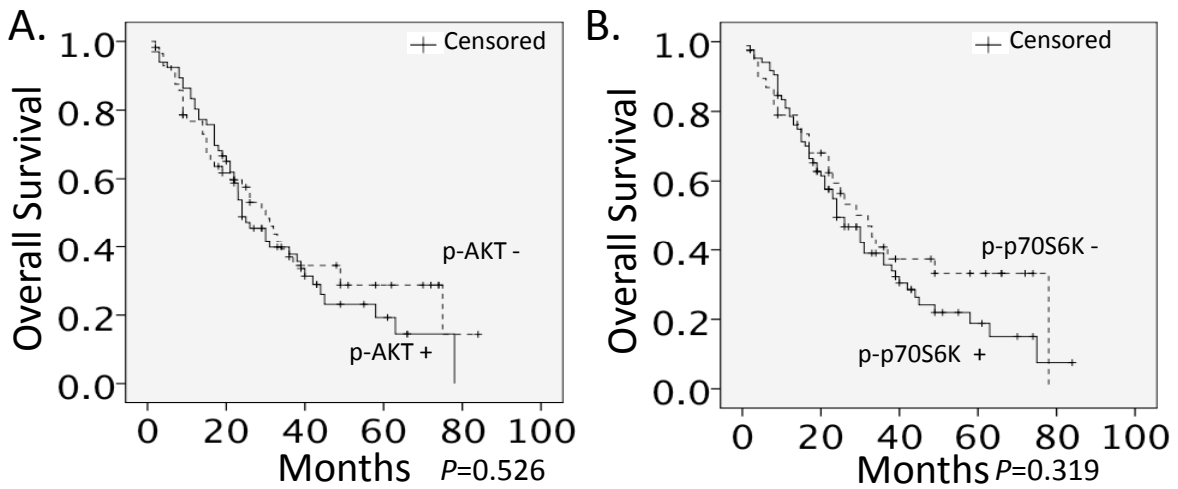 A.
Censored
1.0
0.8
0.6
0.4
0.2
0.0
Overall Survival
p-AKT -
p-AKT +
0 20 40 60 80 100
Months P=0.526
B.
Censored
1.0
0.8
0.6
0.4
0.2
0.0
Overall Survival
p-p70S6K -
p-p70S6K +
0 20 40 60 80 100
Months P=0.319